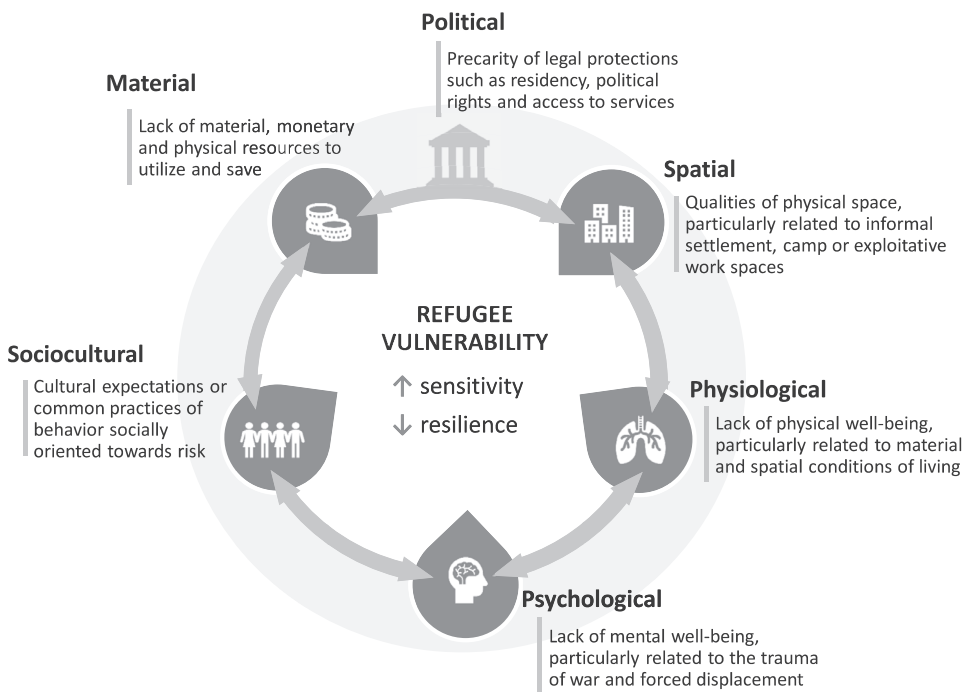 Political
Precarity of legal protections
such as residency, political
rights and access to services
Material
Lack of material, monetary
and physical resources to
utilize and save
Spatial
Qualities of physical space,
particularly related to informal
settlement, camp or exploitative
work spaces
REFUGEE
VULNERABILITY
↑ sensitivity
↓ resilience
Sociocultural
Cultural expectations or
common practices of
behavior socially
oriented towards risk
Physiological
Lack of physical well-being,
particularly related to material
and spatial conditions of living
Psychological
Lack of mental well-being,
particularly related to the trauma
of war and forced displacement